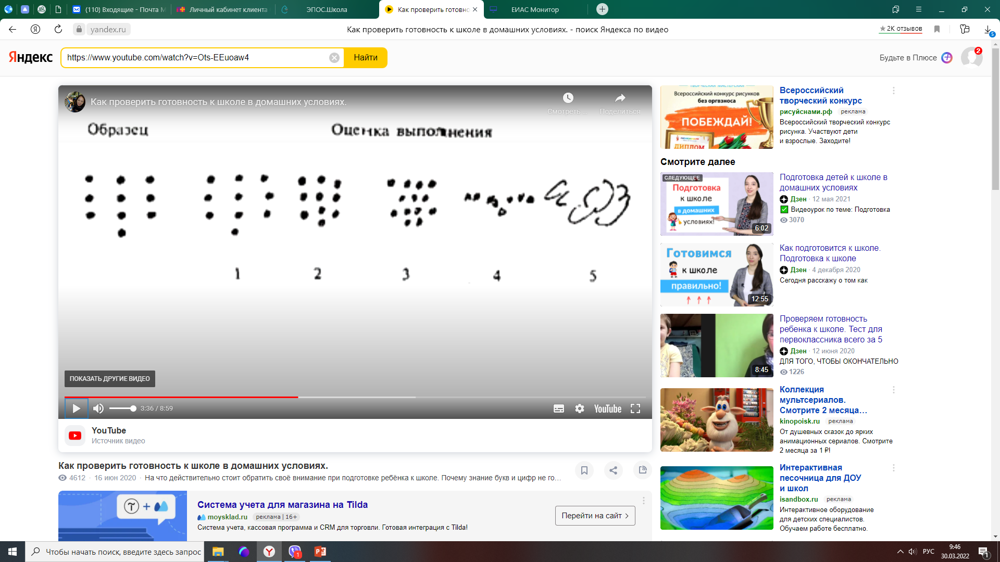 (110) Входящие - Почта M
Личный кабинет клиента
ЭПОС.Школа
Как проверить готовно
ЕИАС Монитор
yandex.ru
Как проверить готовность к школе в домашних условиях. - поиск Яндекса по видео
2K отзывов
5
Яндекс
https://www.youtube.com/watch?v=Ots-EEuoaw4
Найти
Будьте в Плюсе
2
Как проверить готовность к школе в домашних условиях.
Смотреть ...
Поделиться
Образец
Оценка выполнения
1
2
3
4
5
ПОКАЗАТЬ ДРУГИЕ ВИДЕО
3:36 / 8:59
YouTube
YouTube
Источник видео
Как проверить готовность к школе в домашних условиях.
4612 · 16 июн 2020 · На что действительно стоит обратить своё внимание при подготовке ребёнка к школе. Почему знание букв и цифр не го...
Система учета для магазина на Tilda
moysklad.ru реклама | 16+
Система учета, кассовая программа и CRM для торговли. Готовая интеграция с Tilda!
Перейти на сайт
Всероссийский конкурс рисунков
без оргвзноса
ПОБЕЖДАЙ!
ДИПЛОМ
Всероссийский
творческий конкурс
рисуйснами.рф реклама
Всероссийский творческий конкурс
рисунка. Участвуют дети
и взрослые. Заходите!
Смотрите далее
СЛЕДУЮЩЕЕ
Подготовка
к школе
в домашних
условиях!
6:02
Подготовка детей к школе в
домашних условиях
Дзен · 12 мая 2021
Видеоурок по теме: Подготовка
3070
Готовимся
к школе
правильно!
12:55
Как подготовится к школе.
Подготовка к школе
Дзен · 4 декабря 2020
Сегодня расскажу о том как
8:45
Проверяем готовность
ребенка к школе. Тест для
первоклассника всего за 5
Дзен · 12 июня 2020
ДЛЯ ТОГО, ЧТОБЫ ОКОНЧАТЕЛЬНО
1226
Коллекция
мультсериалов.
Смотрите 2 месяца...
kinopoisk.ru реклама
От душевных сказок до ярких
анимационных сериалов. Смотрите
2 месяца за 1 ₽!
Интерактивная
песочница для ДОУ
и школ
isandbox.ru реклама
Интерактивное оборудование
для детских специалистов.
Обучаем работе бесплатно.
Чтобы начать поиск, введите здесь запрос
1
РУС
9:46
30.03.2022
1